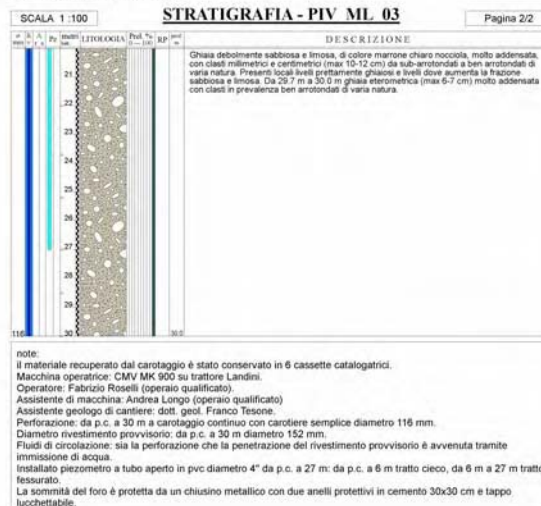 SCALA 1 :100
STRATIGRAFIA - PIV ML 03
Pagina 2/2
metri
LITOLOGIA
Prel. %
0 --- 100
RP
Pz
DESCRIZIONE
Ghiaia debolmente sabbiosa e limosa, di colore marrone chiaro nocciola, molto addensata,
con clasti millimetrici e centimetrici (max 10-12 cm) da sub-arrotondati a ben arrotondati di
varia natura. Presenti locali livelli prettamente ghiaiosi e livelli dove aumenta la frazione
sabbiosa e limosa. Da 29.7 m a 30.0 m ghiaia eterometrica (max 6-7 cm) molto addensata
con clasti in prevalenza ben arrotondati di varia natura.
21
22
23
24
25
26
27
28
29
116
30
30.0
note:
il materiale recuperato dal carotaggio è stato conservato in 6 cassette catalogatrici.
Macchina operatrice: CMV MK 900 su trattore Landini.
Operatore: Fabrizio Roselli (operaio qualificato).
Assistente di macchina: Andrea Longo (operaio qualificato)
Assistente geologo di cantiere: dott. geol. Franco Tesone.
Perforazione: da p.c. a 30 m a carotaggio continuo con carotiere semplice diametro 116 mm.
Diametro rivestimento provvisorio: da p.c. a 30 m diametro 152 mm.
Fluidi di circolazione: sia la perforazione che la penetrazione del rivestimento provvisorio è avvenuta tramite
immissione di acqua.
Installato piezometro a tubo aperto in pvc diametro 4" da p.c. a 27 m: da p.c. a 6 m tratto cieco, da 6 m a 27 m tratto
fessurato.
La sommità del foro è protetta da un chiusino metallico con due anelli protettivi in cemento 30x30 cm e tappo
lucchettabile.